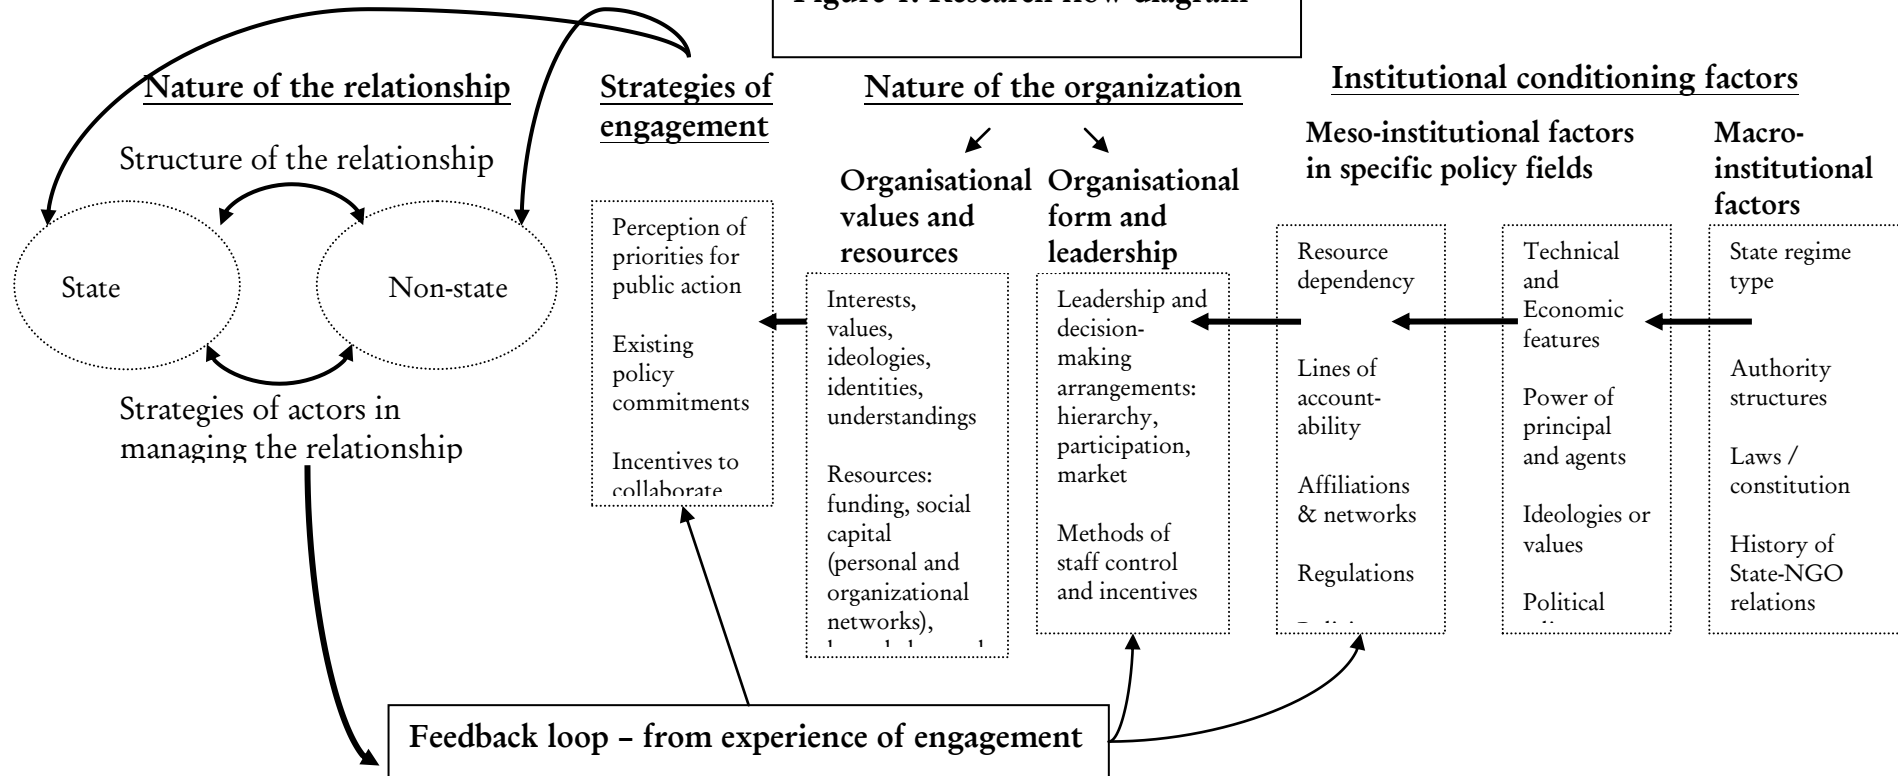 Nature of the relationship
Structure of the relationship
State
Non-state
Strategies of actors in
managing the relationship
Strategies of
engagement
Perception of
priorities for
public action
Existing
policy
commitments
Incentives to
collaborate
Nature of the organization
Organisational
values and
resources
Interests,
values,
ideologies,
identities,
understandings
Resources:
funding, social
capital
(personal and
organizational
networks),
Organisational
form and
leadership
Leadership and
decision-
making
arrangements:
hierarchy,
participation,
market
Methods of
staff control
and incentives
Institutional conditioning factors
Meso-institutional factors
in specific policy fields
Resource
dependency
Lines of
account-
ability
Affiliations
& networks
Regulations
Technical
and
Economic
features
Power of
principal
and agents
Ideologies or
values
Political
Macro-
institutional
factors
State regime
type
Authority
structures
Laws /
constitution
History of
State-NGO
relations
Feedback loop – from experience of engagement